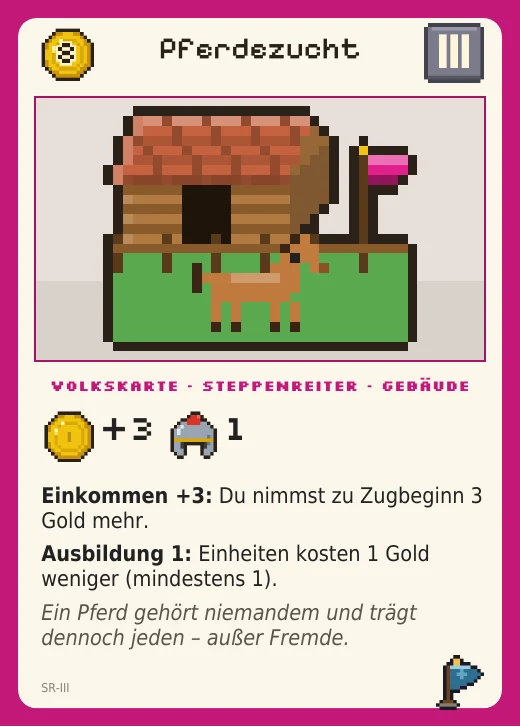 8 Pferdezucht III
VOLKSKARTE - STEPPENREITER - GEBÄUDE
+3 1
Einkommen +3: Du nimmst zu Zugbeginn 3
Gold mehr.
Ausbildung 1: Einheiten kosten 1 Gold
weniger (mindestens 1).
Ein Pferd gehört niemandem und trägt
dennoch jeden – außer Fremde.
SR-III